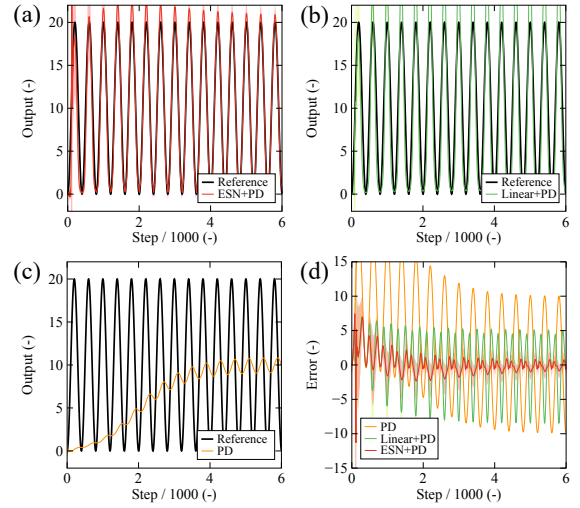 (a)
Output (-)
20
15
10
5
0
Reference
ESN+PD
0
2
4
6
Step / 1000 (-)
(b)
Output (-)
20
15
10
5
0
Reference
Linear+PD
0
2
4
6
Step / 1000 (-)
(c)
Output (-)
20
15
10
5
0
Reference
PD
0
2
4
6
Step / 1000 (-)
(d)
Error (-)
15
10
5
0
−5
−10
−15
PD
Linear+PD
ESN+PD
0
2
4
6
Step / 1000 (-)